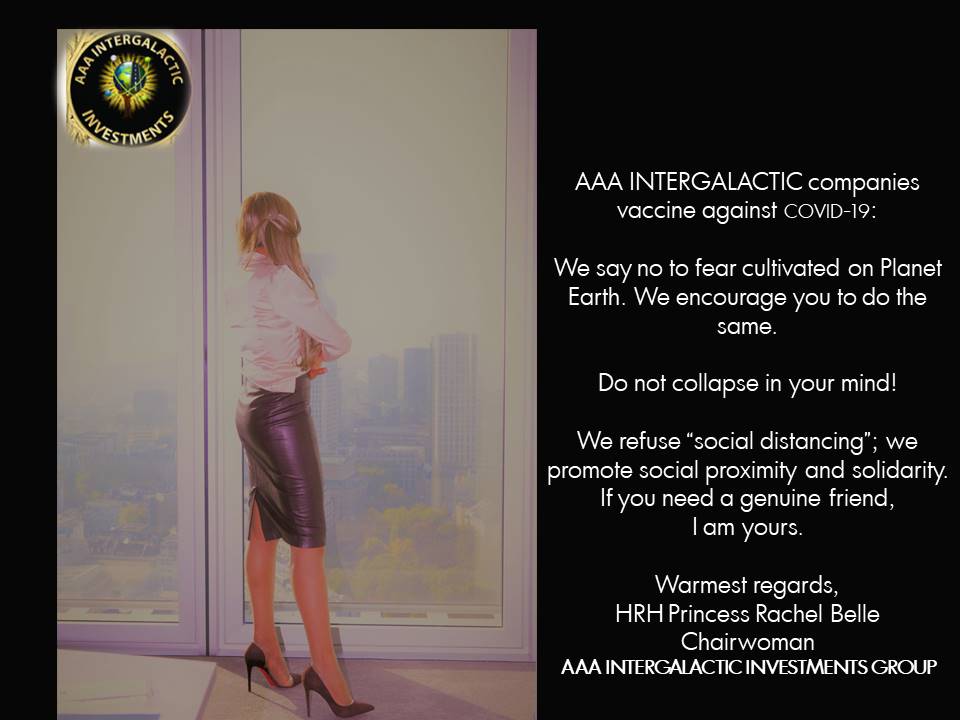 AAA INTERGALACTIC
INVESTMENTS
AAA INTERGALACTIC companies
vaccine against COVID-19:
We say no to fear cultivated on Planet
Earth. We encourage you to do the
same.
Do not collapse in your mind!
We refuse “social distancing”; we
promote social proximity and solidarity.
If you need a genuine friend,
I am yours.
Warmest regards,
HRH Princess Rachel Belle
Chairwoman
AAA INTERGALACTIC INVESTMENTS GROUP